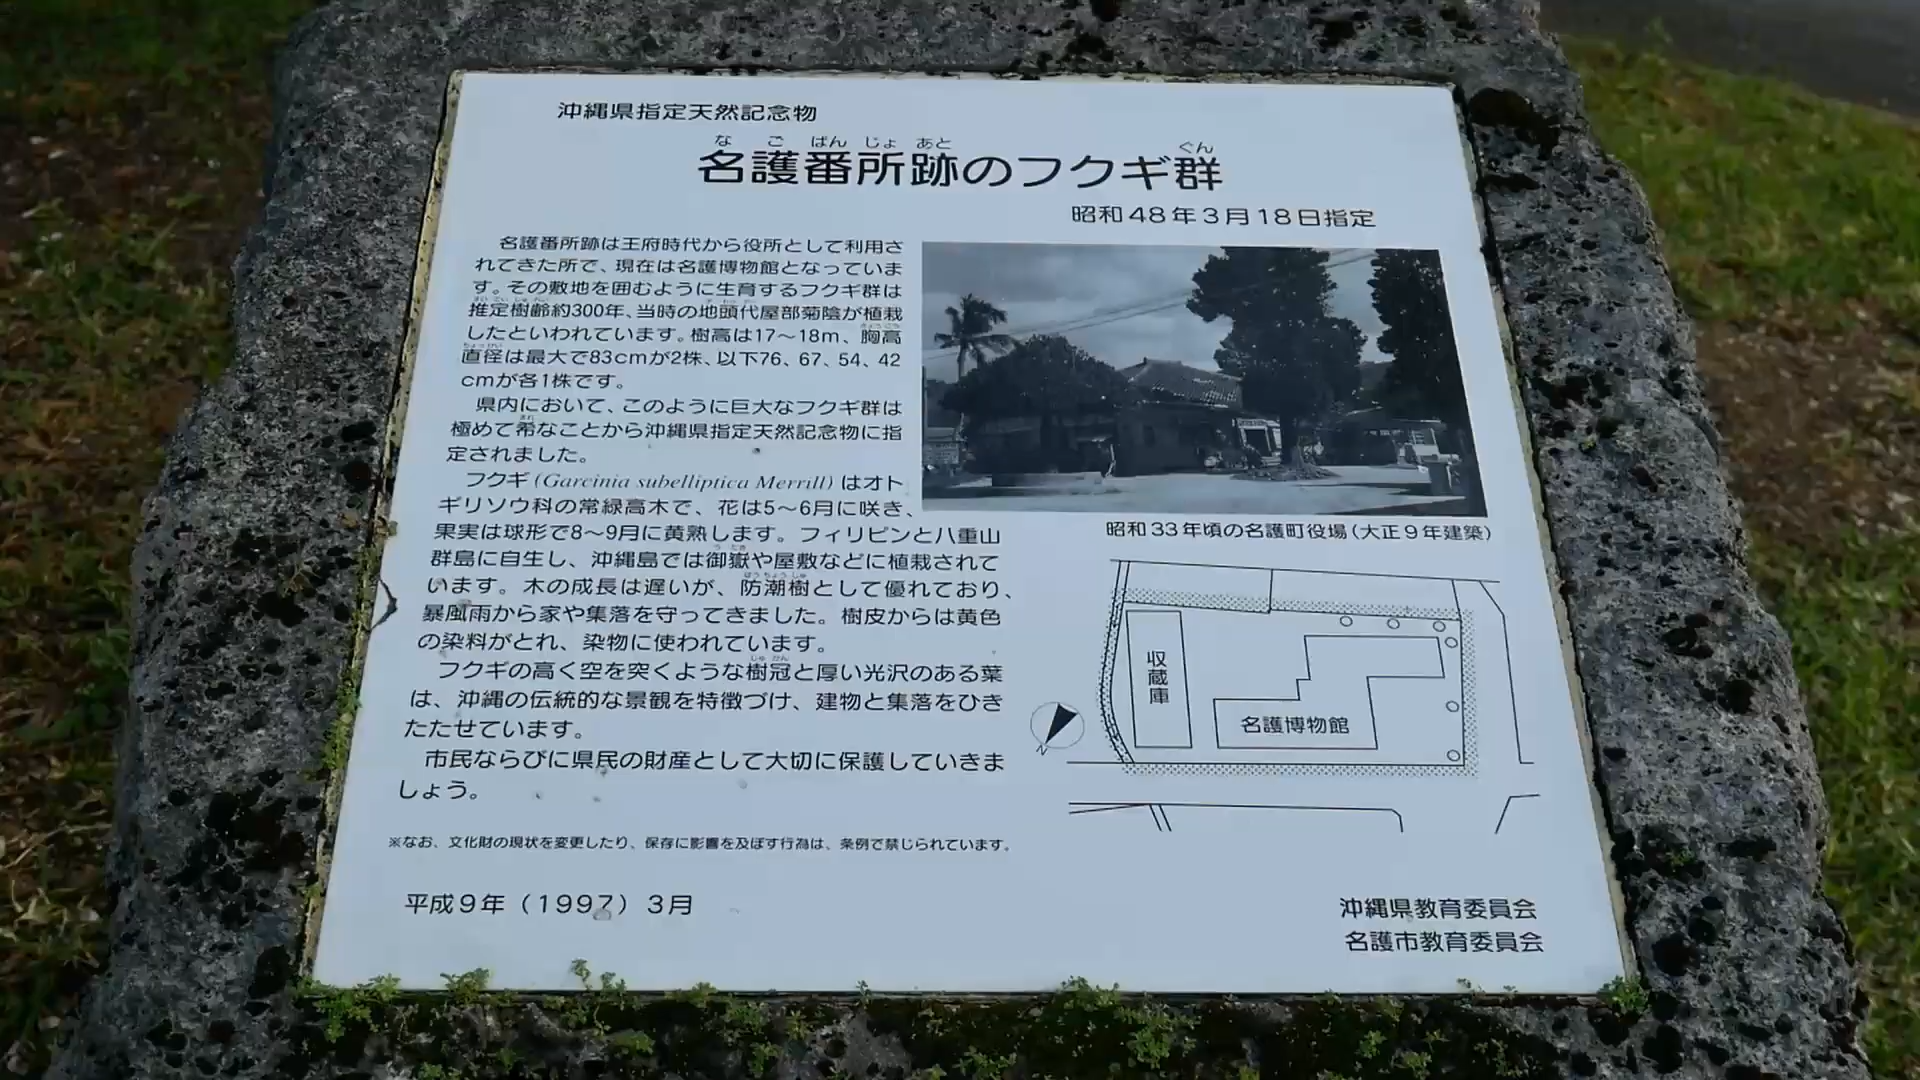 沖縄県指定天然記念物
な ご ばん じょ あと ぐん
名護番所跡のフクギ群
昭和48年3月18日指定
名護番所跡は王府時代から役所として利用さ
れてきた所で、現在は名護博物館となっていま
す。その敷地を囲むように生育するフクギ群は
推定樹齢約300年、当時の地頭代屋部菊陰が植栽
したといわれています。樹高は17〜18m、胸高
直径は最大で83cmが2株、以下76、67、54、42
cmが各1株です。
県内において、このように巨大なフクギ群は
極めて希なことから沖縄県指定天然記念物に指
定されました。
フクギ(Garcinia subelliptica Merrill)はオト
ギリソウ科の常緑高木で、花は5〜6月に咲き、
果実は球形で8〜9月に黄熟します。フィリピンと八重山
群島に自生し、沖縄島では御嶽や屋敷などに植栽されて
います。木の成長は遅いが、防潮樹として優れており、
暴風雨から家や集落を守ってきました。樹皮からは黄色
の染料がとれ、染物に使われています。
フクギの高く空を突くような樹冠と厚い光沢のある葉
は、沖縄の伝統的な景観を特徴づけ、建物と集落をひき
たたせています。
市民ならびに県民の財産として大切に保護していきま
しょう。
※なお、文化財の現状を変更したり、保存に影響を及ぼす行為は、条例で禁じられています。
平成9年（1997）3月
昭和33年頃の名護町役場(大正9年建築)
収蔵庫
名護博物館
N
沖縄県教育委員会
名護市教育委員会